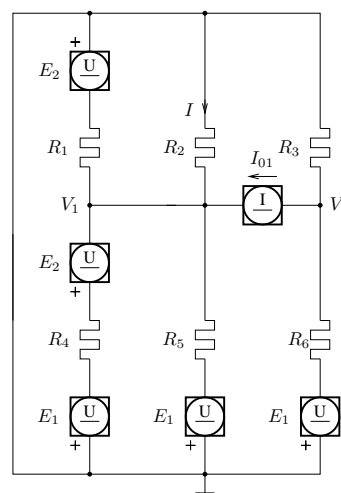 +
E2 U
R1 I R2 R3
I01
V1 I V
E2 U
+
R4 R5 R6
E1 U E1 U E1 U
+ + +